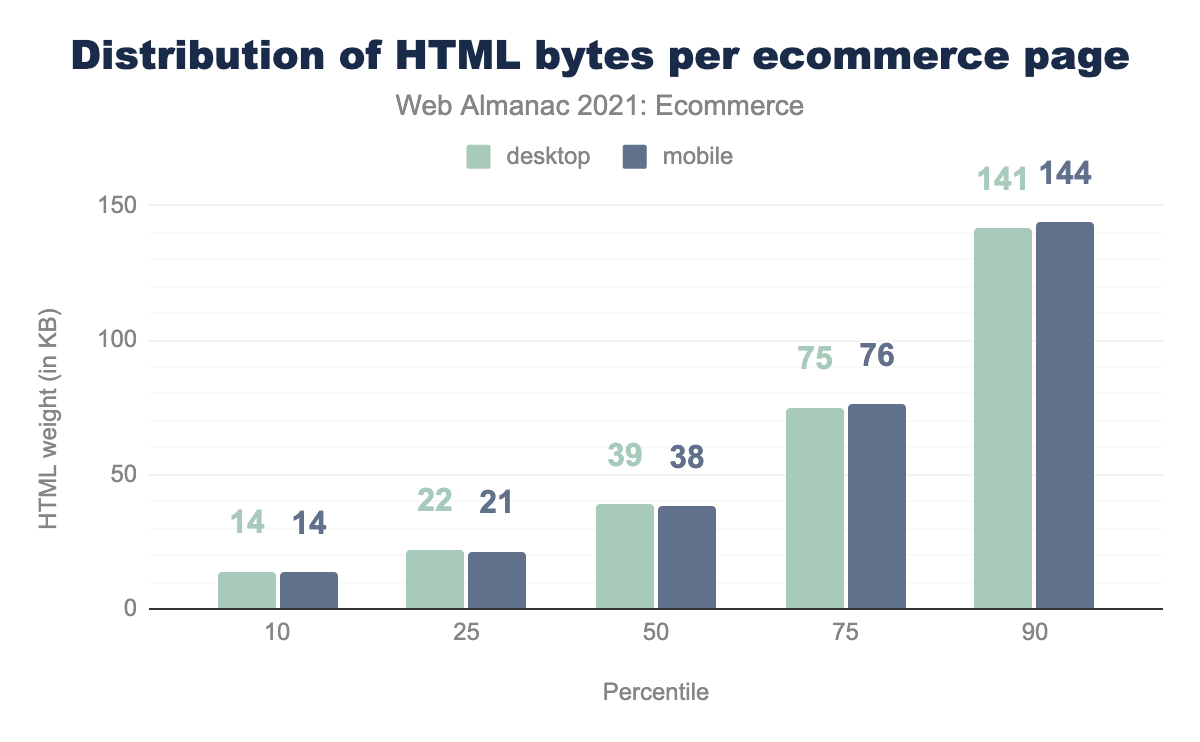 Distribution of HTML bytes per ecommerce page
Web Almanac 2021: Ecommerce
desktop mobile
141 144
150
100
75 76
39 38
50
22 21
14 14
0
10 25 50 75 90
HTML weight (in KB)
Percentile